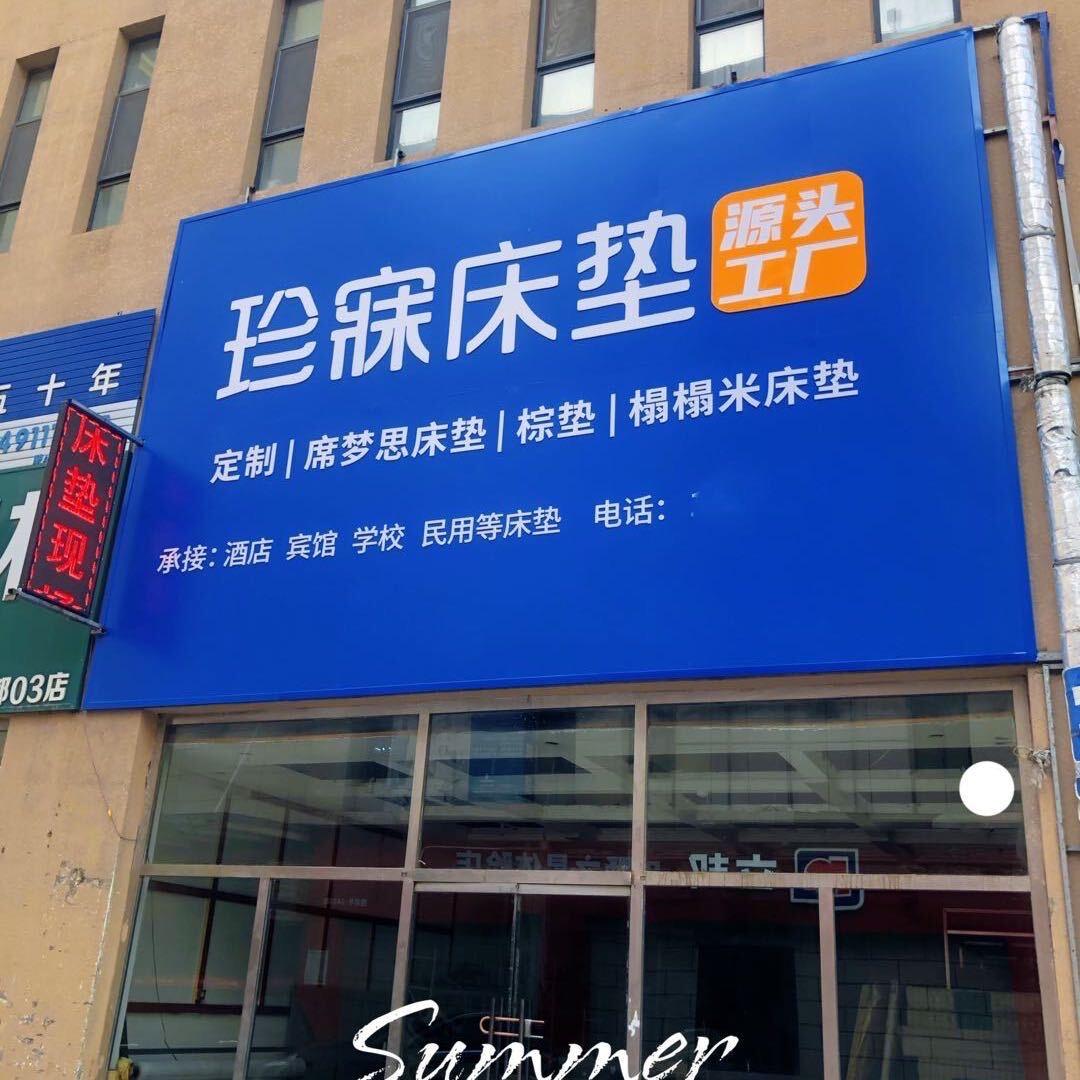 珍寐床垫
源头
工厂
定制|席梦思床垫|棕垫|榻榻米床垫
承接：酒店 宾馆 学校 民用等床垫 电话：
十年
床垫现
03店
立邦
Summer